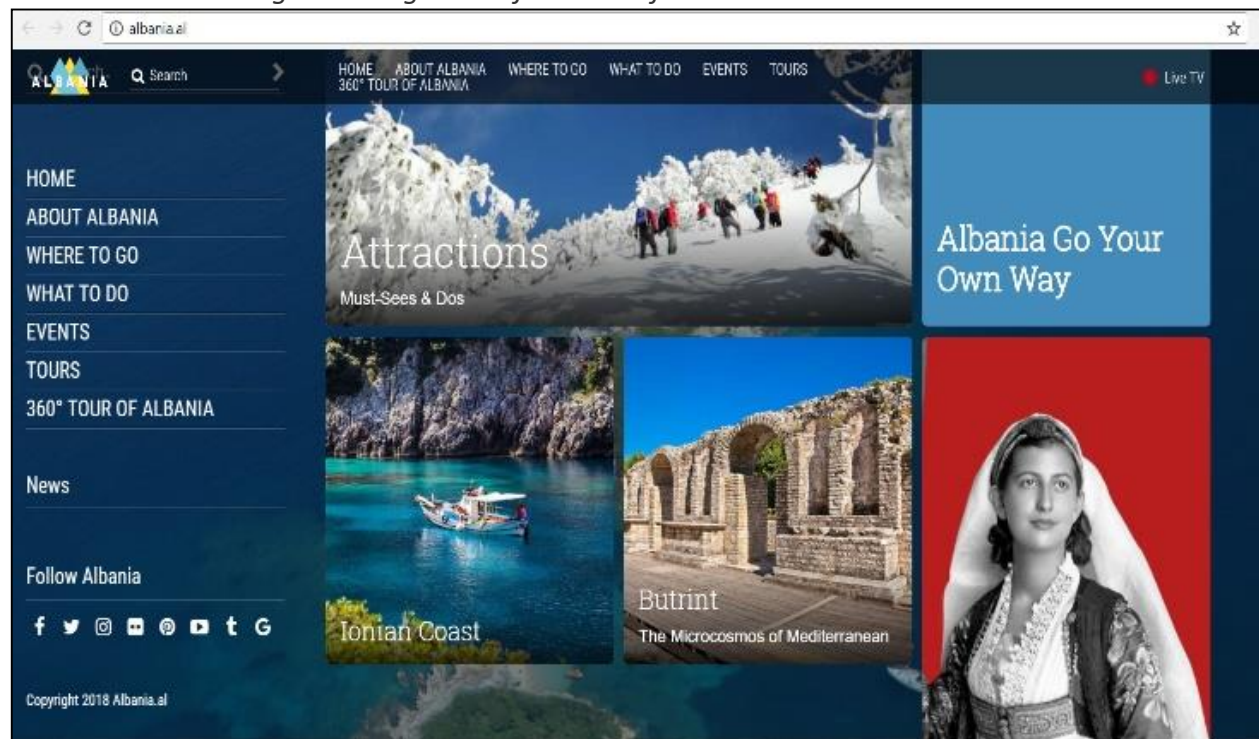 albania.al
ALBANIA
Search
HOME ABOUT ALBANIA WHERE TO GO WHAT TO DO EVENTS TOURS
360° TOUR OF ALBANIA
Live TV
HOME
ABOUT ALBANIA
WHERE TO GO
WHAT TO DO
EVENTS
TOURS
360° TOUR OF ALBANIA
News
Follow Albania
Copyright 2018 Albania.al
Attractions
Must-Sees & Dos
Albania Go Your
Own Way
Ionian Coast
Butrint
The Microcosmos of Mediterranean